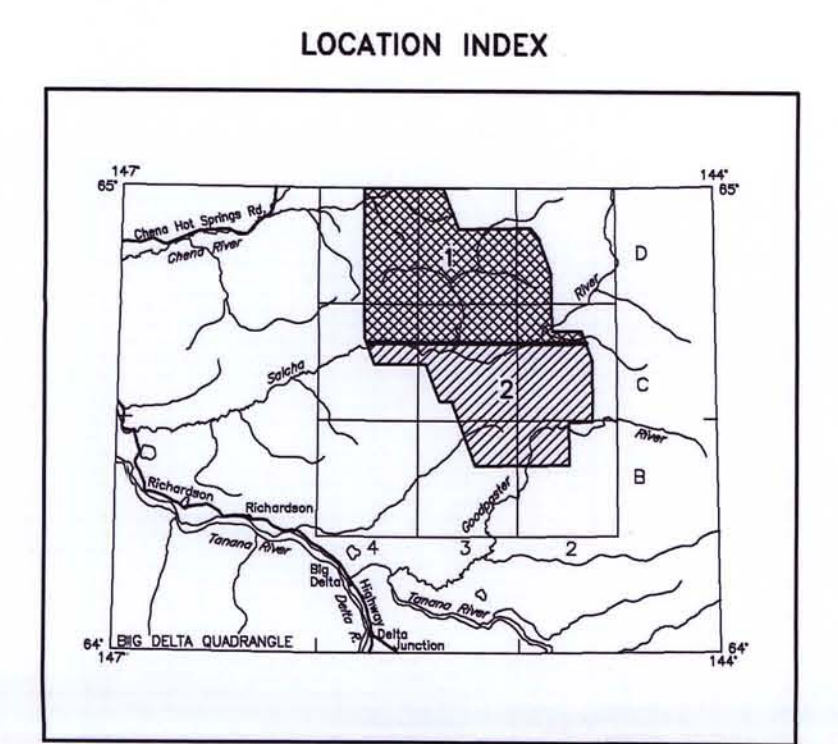 LOCATION INDEX
147°
144°
65°
65°
Chena Hot Springs Rd.
Chena River
1
D
River
Salcha
2
C
River
B
Richardson
Richardson
Goodpaster
Tanana River
4
3
2
Big
Delta
Highway
Delta R.
Tanana River
Delta
Junction
64°
BIG DELTA QUADRANGLE
64°
147°
144°